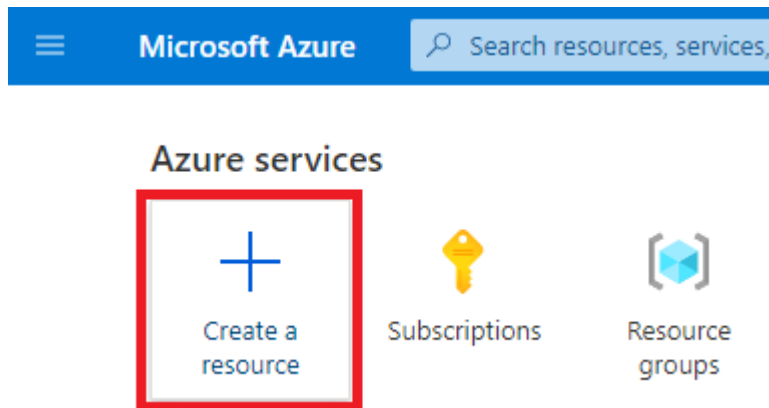 Microsoft Azure
Search resources, services,
Azure services
Create a
resource
Subscriptions
Resource
groups